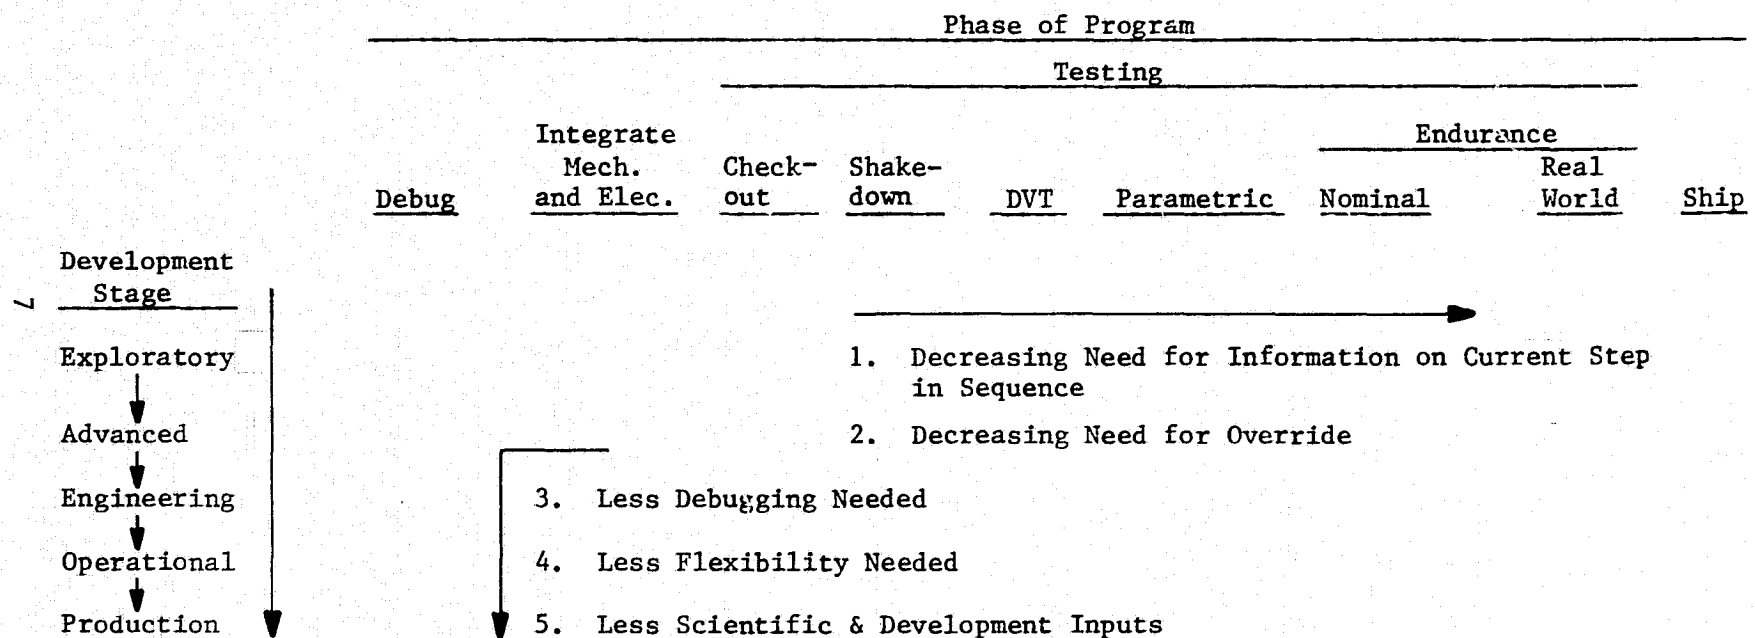 Phase of Program
Testing
Endurance
Integrate
Mech.
and Elec.
Check-
out
Shake-
down
Real
World
Debug
DVT
Parametric
Nominal
Ship
Development
Stage
7
Exploratory
1. Decreasing Need for Information on Current Step
in Sequence
Advanced
2. Decreasing Need for Override
Engineering
3. Less Debugging Needed
Operational
4. Less Flexibility Needed
Production
5. Less Scientific & Development Inputs